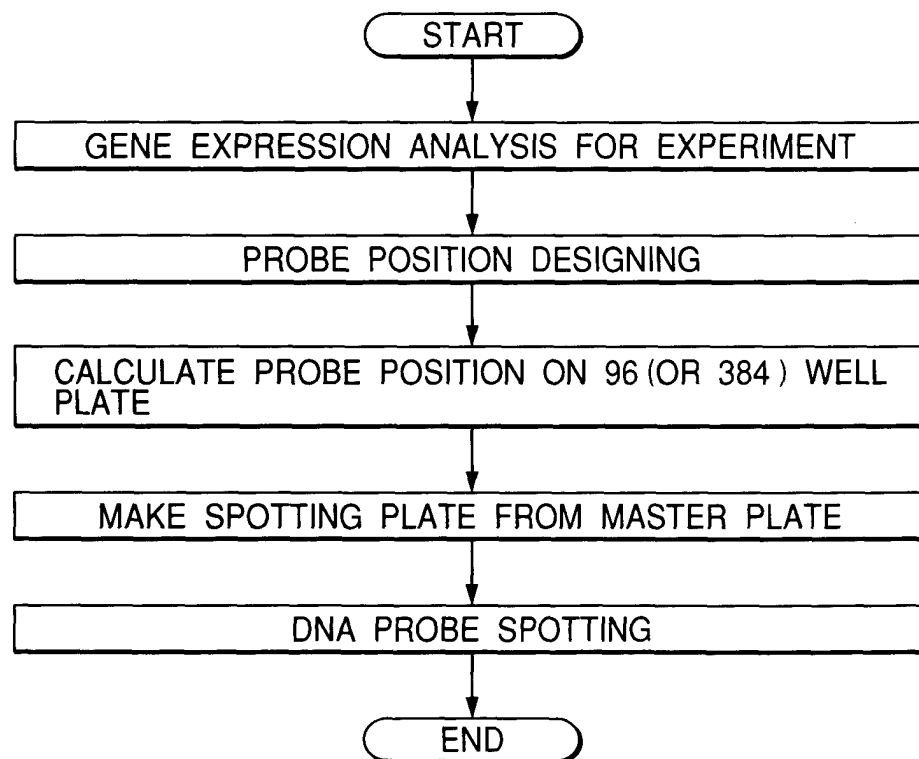 START
GENE EXPRESSION ANALYSIS FOR EXPERIMENT
PROBE POSITION DESIGNING
CALCULATE PROBE POSITION ON 96 (OR 384) WELL
PLATE
MAKE SPOTTING PLATE FROM MASTER PLATE
DNA PROBE SPOTTING
END